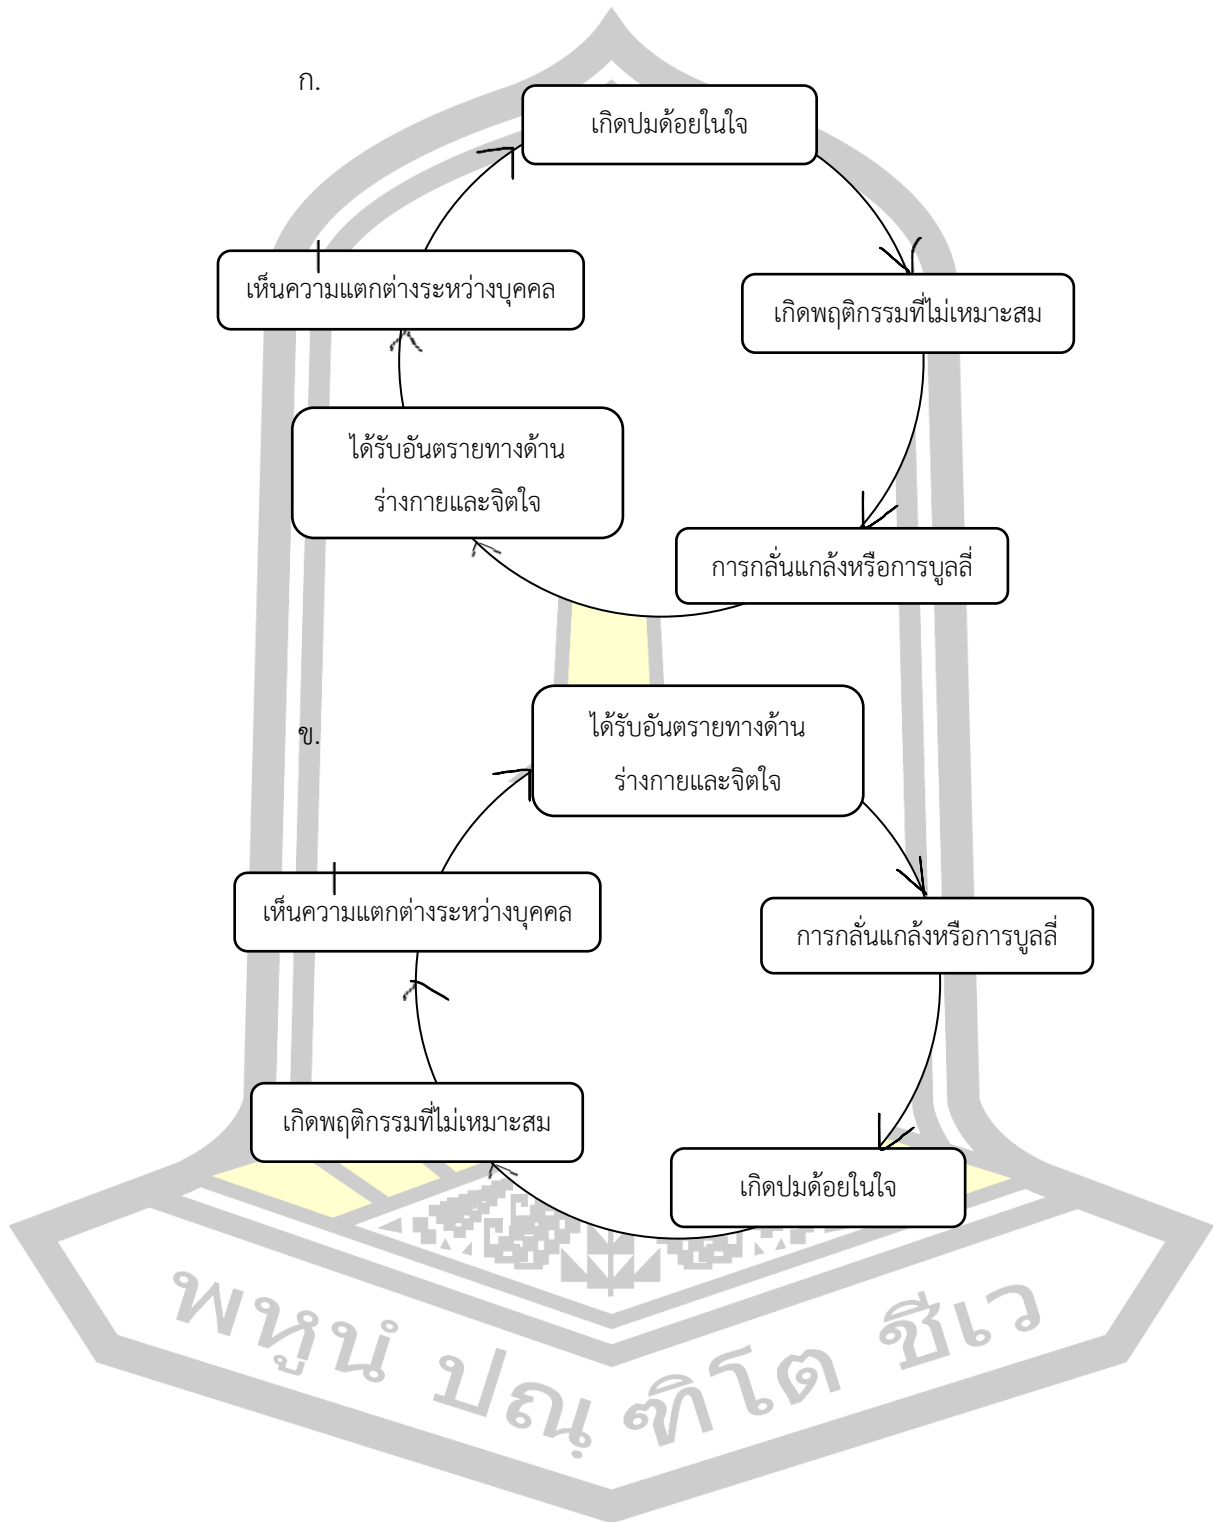 ก.
เกิดปมด้อยในใจ
เห็นความแตกต่างระหว่างบุคคล
เกิดพฤติกรรมที่ไม่เหมาะสม
ได้รับอันตรายทางด้าน
ร่างกายและจิตใจ
การกลั่นแกล้งหรือการบูลลี่
ข.
ได้รับอันตรายทางด้าน
ร่างกายและจิตใจ
เห็นความแตกต่างระหว่างบุคคล
การกลั่นแกล้งหรือการบูลลี่
เกิดพฤติกรรมที่ไม่เหมาะสม
เกิดปมด้อยในใจ
พหูนํ ปณฺ ฑิโต ชีเว